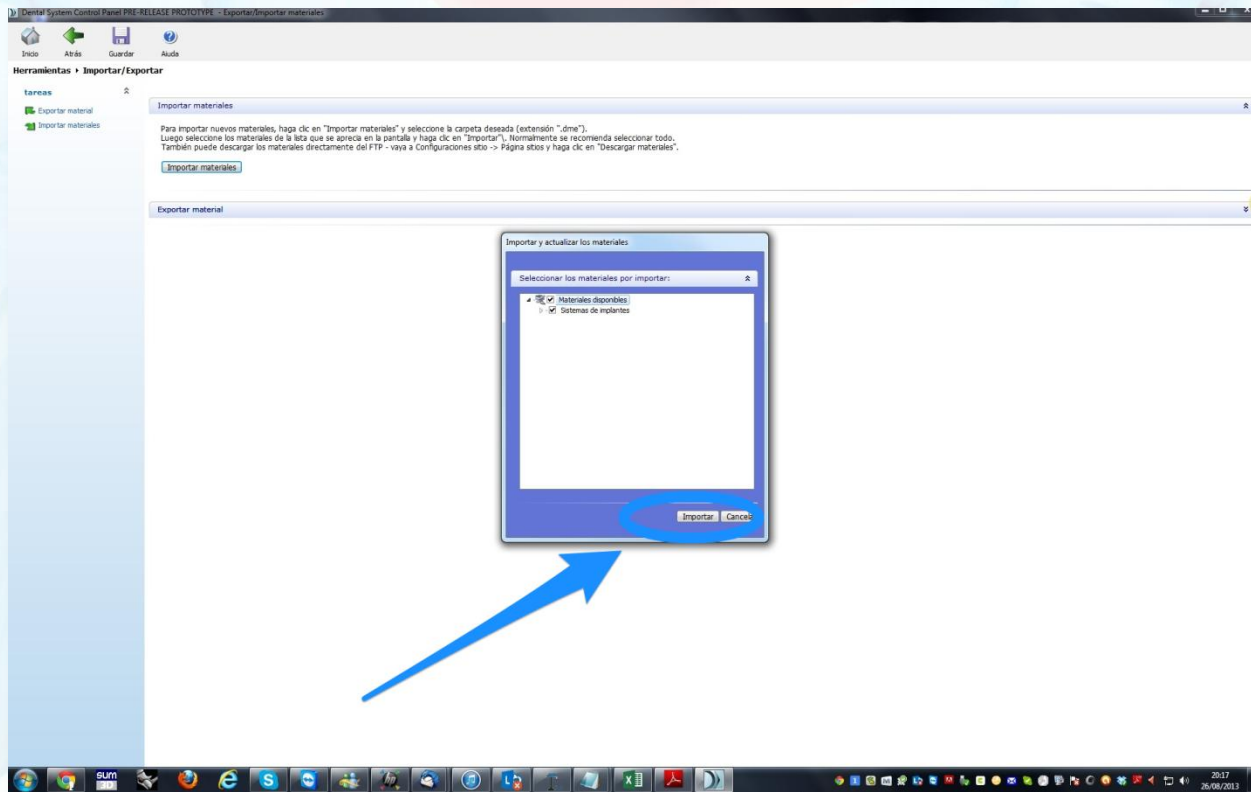 Dental System Control Panel PRE-RELEASE PROTOTYPE - Exportar/Importar materiales
Inicio Atrás Guardar Aiuda
Herramientas › Importar/Exportar
tareas
Exportar material
Importar materiales
Importar materiales
Para importar nuevos materiales, haga clic en "Importar materiales" y seleccione la carpeta deseada (extensión ".dme").
Luego seleccione los materiales de la lista que se aprecia en la pantalla y haga clic en "Importar"\. Normalmente se recomienda seleccionar todo.
También puede descargar los materiales directamente del FTP - vaya a Configuraciones sitio -> Página sitios y haga clic en "Descargar materiales".
Importar materiales
Exportar material
Importar y actualizar los materiales
Seleccionar los materiales por importar:
Materiales disponibles
Sistemas de implantes
Importar Cancela
SUM
3D
20:17
26/08/2013